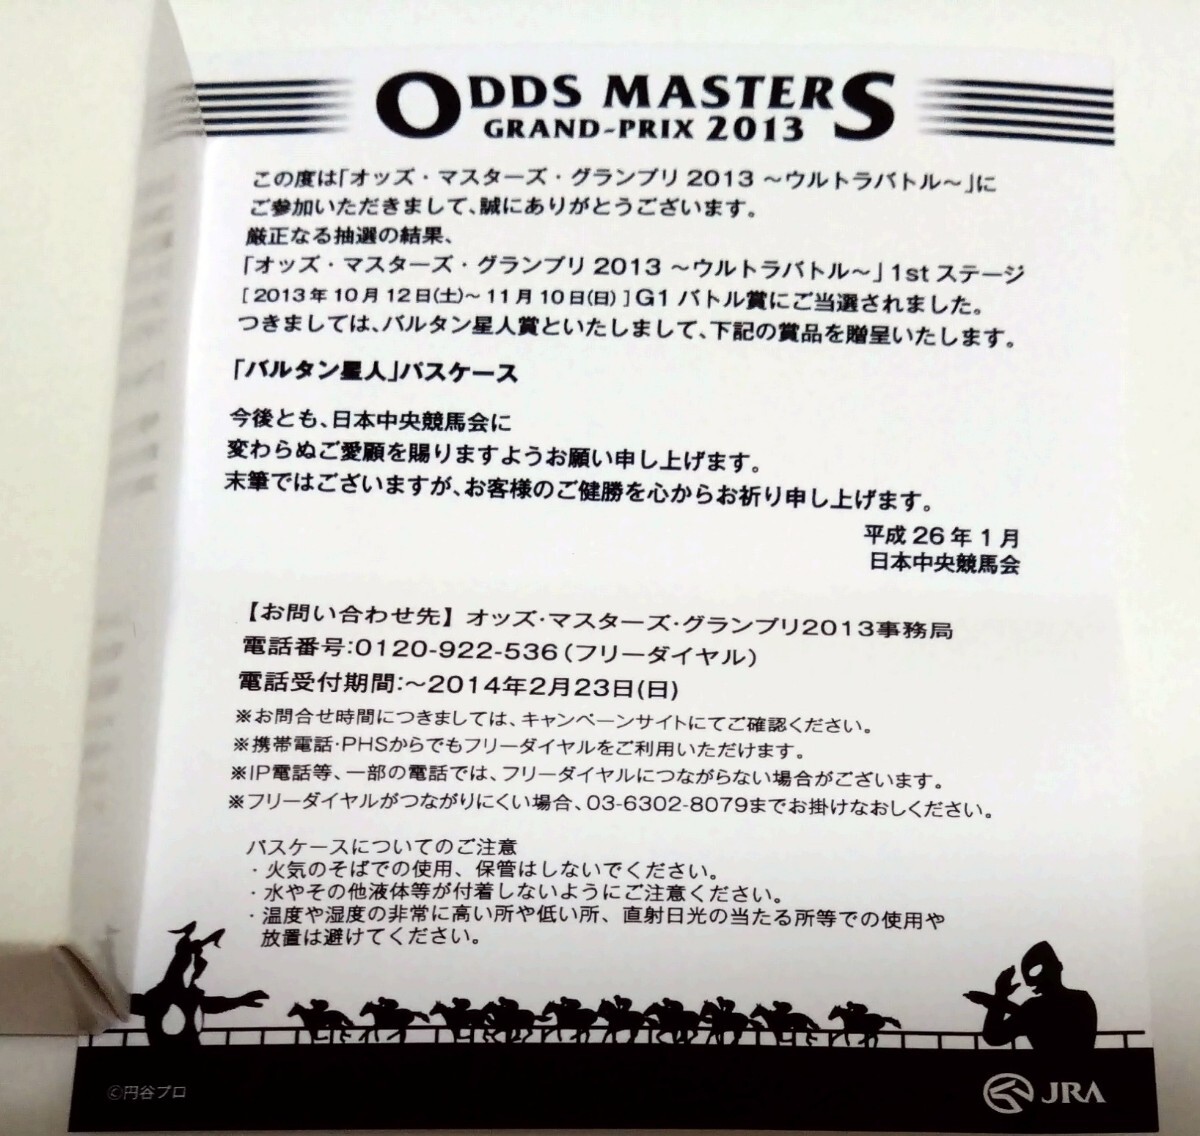 ODDS MASTERS
GRAND-PRIX 2013
この度は「オッズ・マスターズ・グランプリ 2013 ～ウルトラバトル～」に
ご参加いただきまして、誠にありがとうございます。
厳正なる抽選の結果、
「オッズ・マスターズ・グランプリ 2013 ～ウルトラバトル～」1st ステージ
[ 2013 年 10 月 12 日(土)～ 11 月 10 日(日) ] G1 バトル賞にご当選されました。
つきましては、バルタン星人賞といたしまして、下記の賞品を贈呈いたします。
「バルタン星人」パスケース
今後とも、日本中央競馬会に
変わらぬご愛顧を賜りますようお願い申し上げます。
末筆ではございますが、お客様のご健勝を心からお祈り申し上げます。
平成 26 年 1 月
日本中央競馬会
【お問い合わせ先】オッズ・マスターズ・グランプリ2013事務局
電話番号:0120-922-536(フリーダイヤル)
電話受付期間:～2014年2月23日(日)
※お問合せ時間につきましては、キャンペーンサイトにてご確認ください。
※携帯電話・PHSからでもフリーダイヤルをご利用いただけます。
※IP電話等、一部の電話では、フリーダイヤルにつながらない場合がございます。
※フリーダイヤルがつながりにくい場合、03-6302-8079までお掛けなおしください。
パスケースについてのご注意
・火気のそばでの使用、保管はしないでください。
・水やその他液体等が付着しないようにご注意ください。
・温度や湿度の非常に高い所や低い所、直射日光の当たる所等での使用や
放置は避けてください。
©円谷プロ
JRA